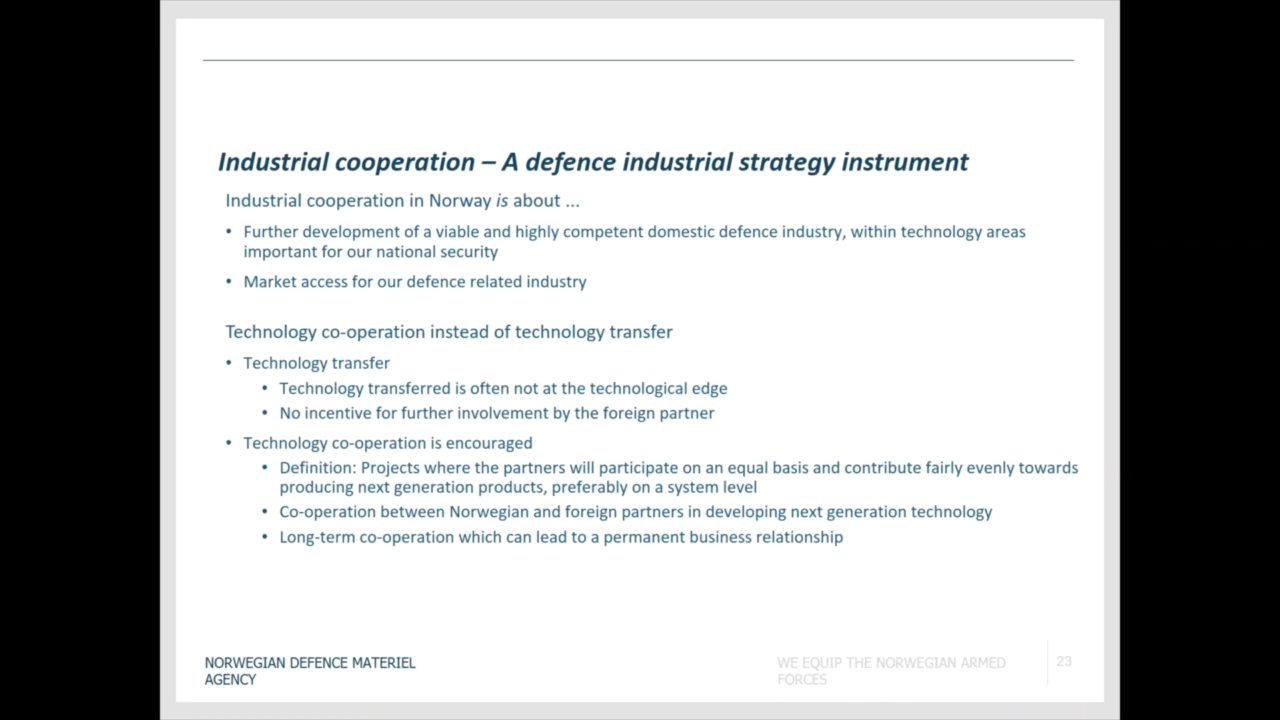 Industrial cooperation – A defence industrial strategy instrument
Industrial cooperation in Norway is about ...
• Further development of a viable and highly competent domestic defence industry, within technology areas
important for our national security
• Market access for our defence related industry
Technology co-operation instead of technology transfer
• Technology transfer
• Technology transferred is often not at the technological edge
• No incentive for further involvement by the foreign partner
• Technology co-operation is encouraged
• Definition: Projects where the partners will participate on an equal basis and contribute fairly evenly towards
producing next generation products, preferably on a system level
• Co-operation between Norwegian and foreign partners in developing next generation technology
• Long-term co-operation which can lead to a permanent business relationship
NORWEGIAN DEFENCE MATERIEL
AGENCY
WE EQUIP THE NORWEGIAN ARMED
FORCES
23